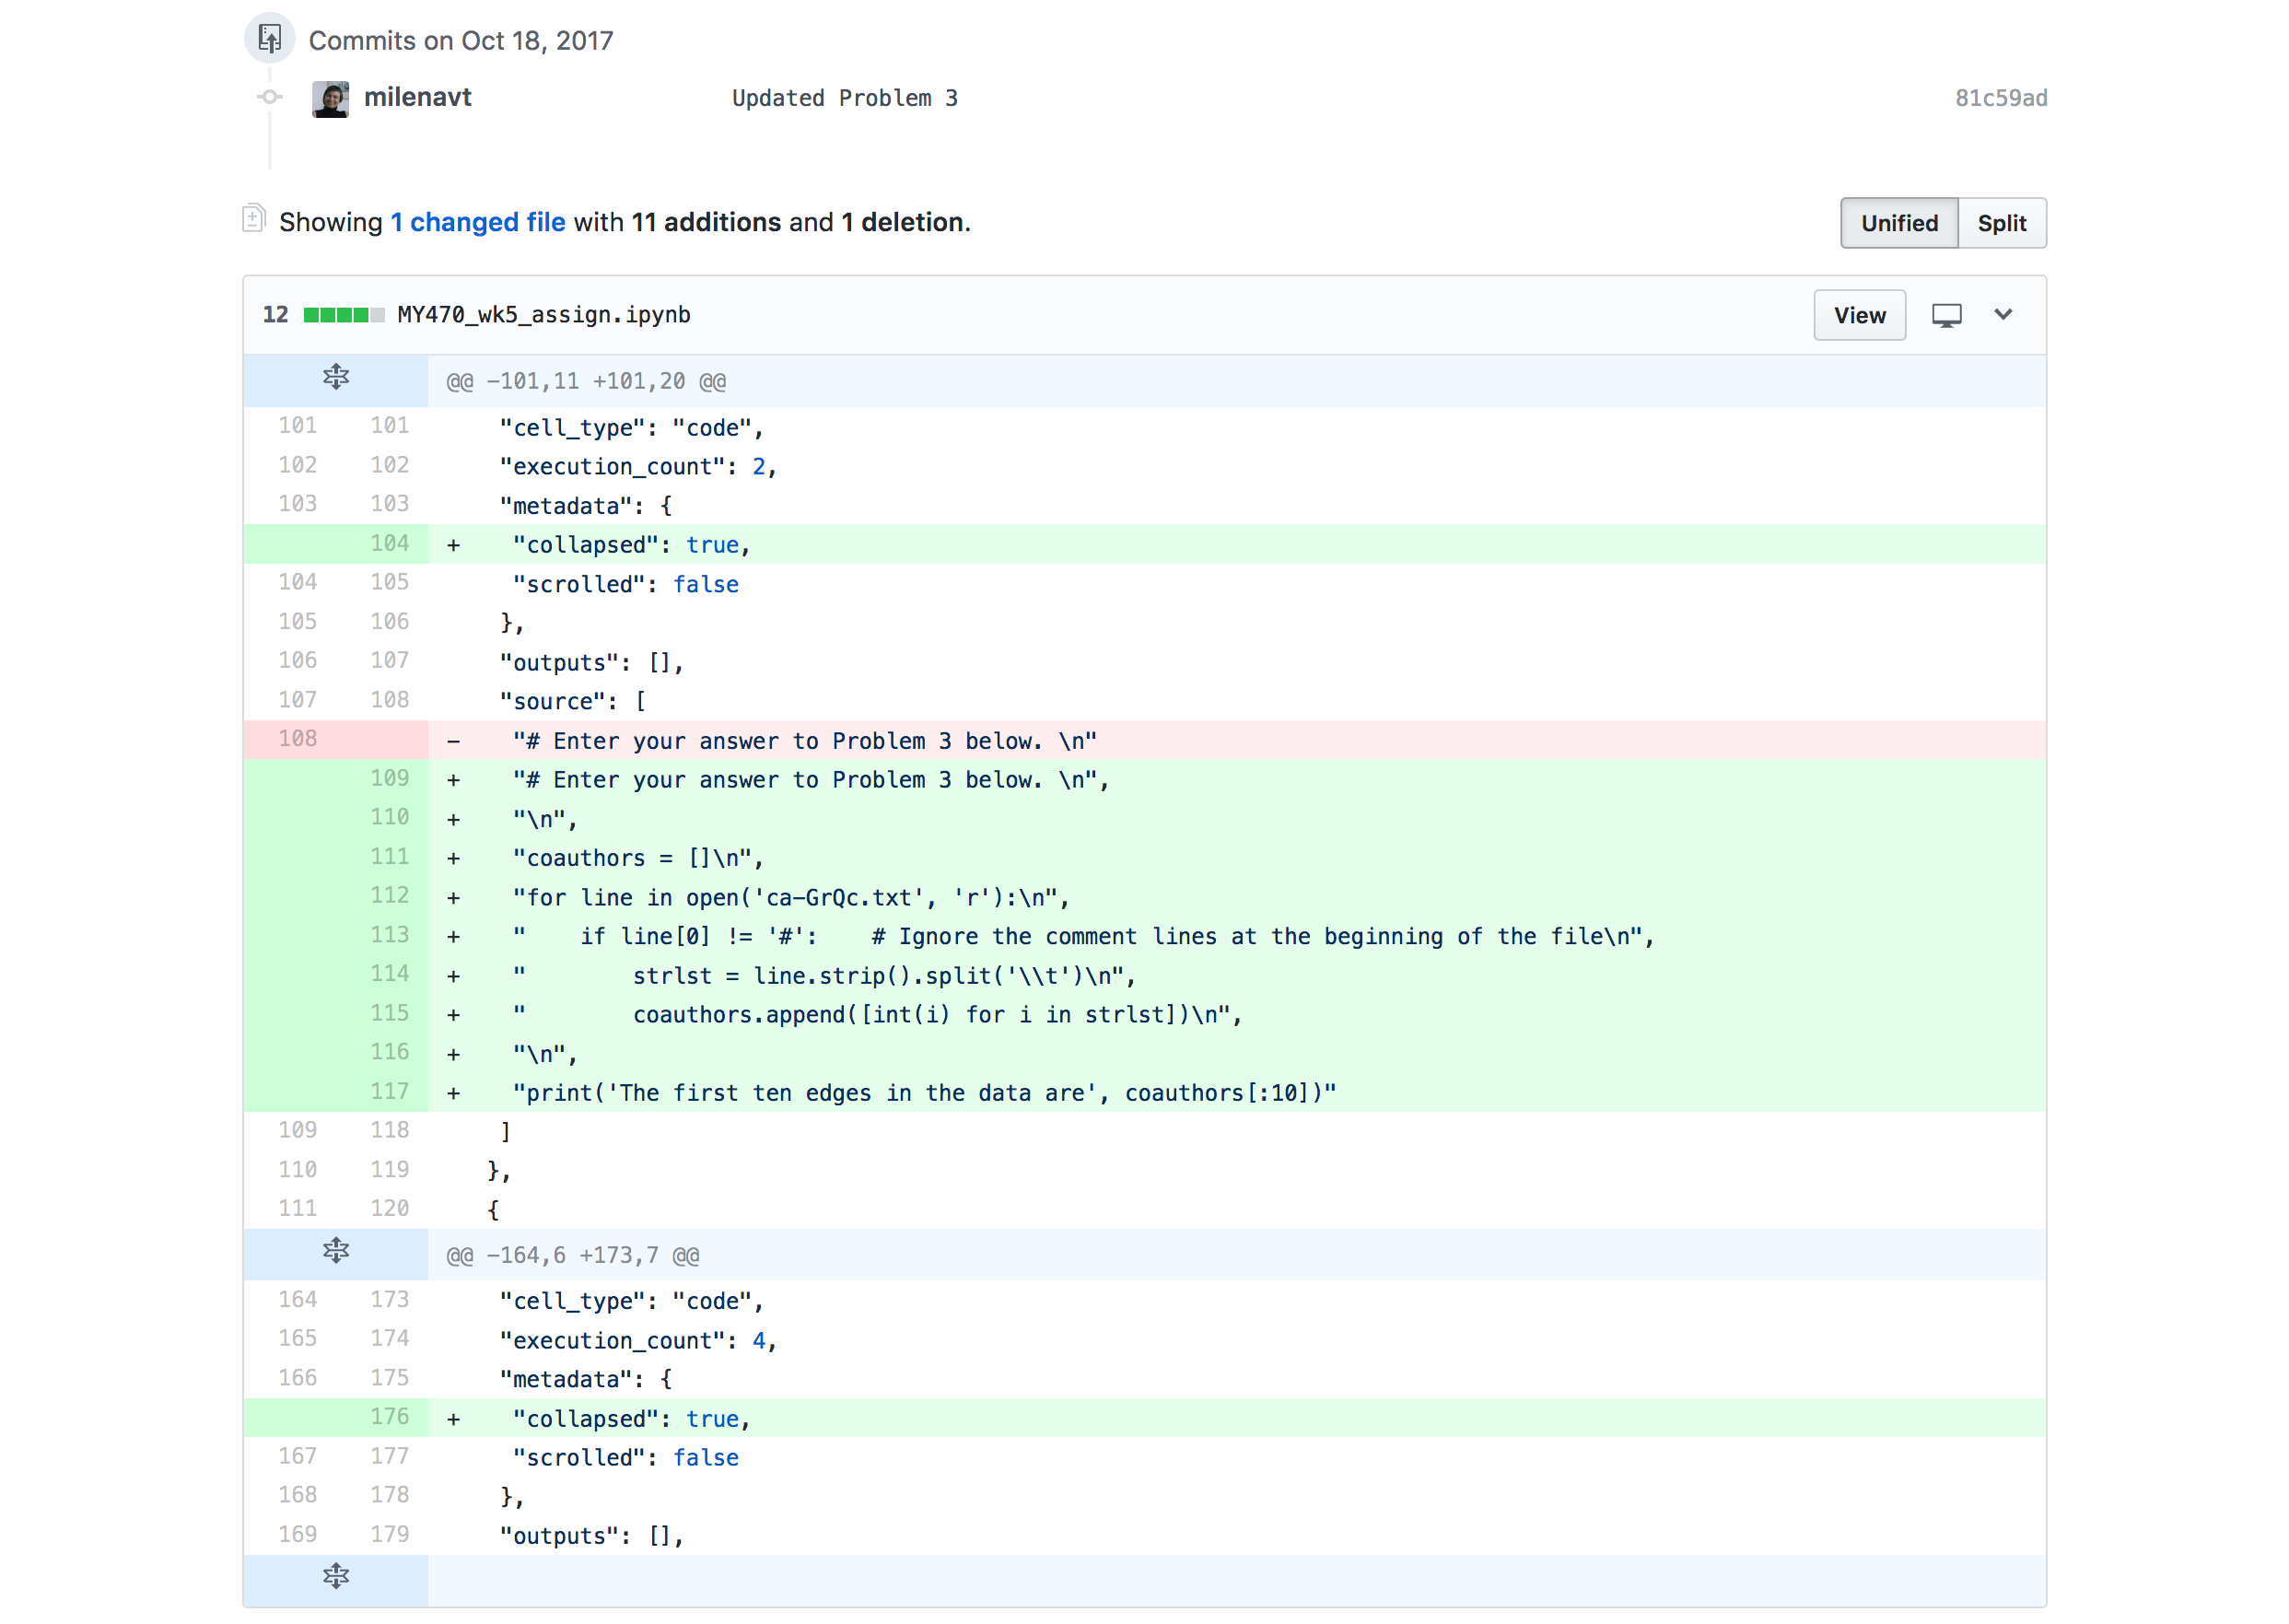 Commits on Oct 18, 2017
milenavt Updated Problem 3 81c59ad
Showing 1 changed file with 11 additions and 1 deletion. Unified Split
12 MY470_wk5_assign.ipynb View
@@ -101,11 +101,20 @@
101 101 "cell_type": "code",
102 102 "execution_count": 2,
103 103 "metadata": {
104 + "collapsed": true,
104 105 "scrolled": false
105 106 },
106 107 "outputs": [],
107 108 "source": [
108 - "# Enter your answer to Problem 3 below. \n"
109 + "# Enter your answer to Problem 3 below. \n",
110 + "\n",
111 + "coauthors = []\n",
112 + "for line in open('ca-GrQc.txt', 'r'):\n",
113 + "    if line[0] != '#':    # Ignore the comment lines at the beginning of the file\n",
114 + "        strlst = line.strip().split('\\t')\n",
115 + "        coauthors.append([int(i) for i in strlst])\n",
116 + "\n",
117 + "print('The first ten edges in the data are', coauthors[:10])"
109 118 ]
110 119 },
111 120 {
@@ -164,6 +173,7 @@
164 173 "cell_type": "code",
165 174 "execution_count": 4,
166 175 "metadata": {
176 + "collapsed": true,
167 177 "scrolled": false
168 178 },
169 179 "outputs": [],